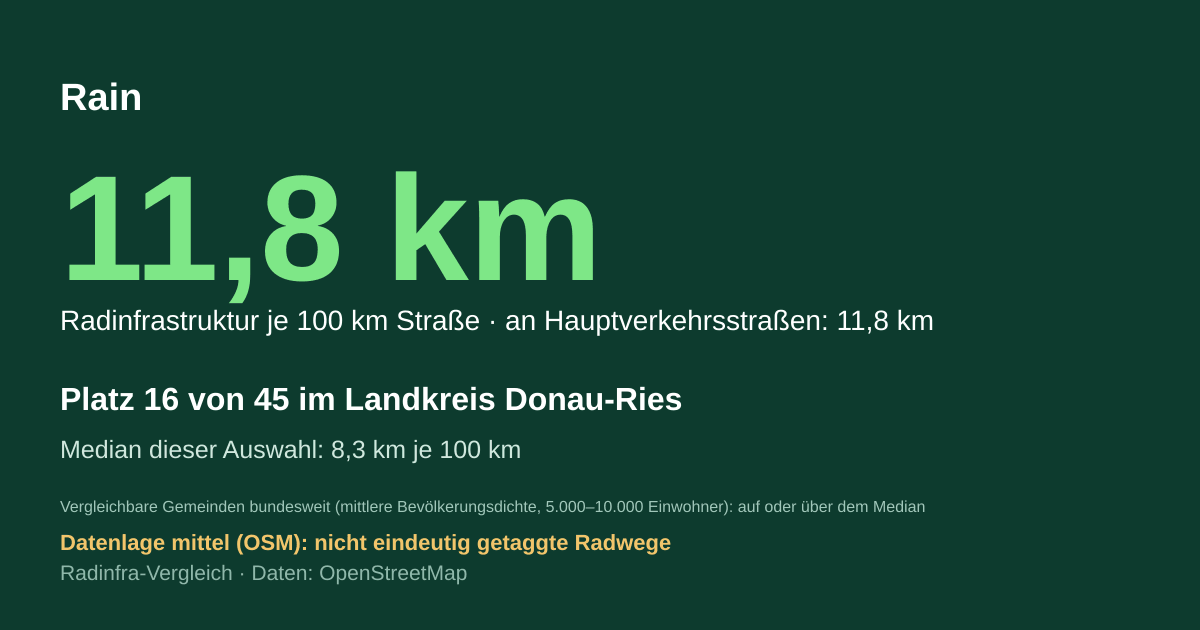 Rain
11,8 km
Radinfrastruktur je 100 km Straße · an Hauptverkehrsstraßen: 11,8 km
Platz 16 von 45 im Landkreis Donau-Ries
Median dieser Auswahl: 8,3 km je 100 km
Vergleichbare Gemeinden bundesweit (mittlere Bevölkerungsdichte, 5.000–10.000 Einwohner): auf oder über dem Median
Datenlage mittel (OSM): nicht eindeutig getaggte Radwege
Radinfra-Vergleich · Daten: OpenStreetMap